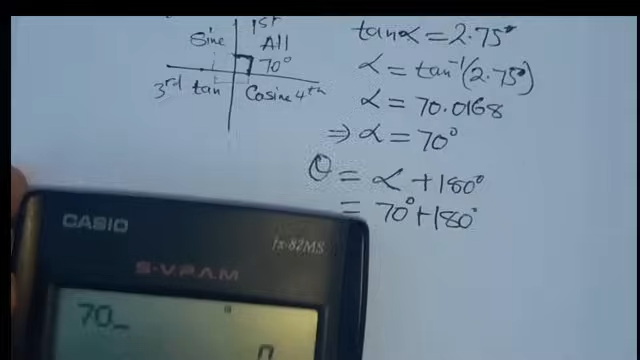 1st
Sine All
70°
3rd tan Cosine 4th
tanα = 2.75°
α = tan⁻¹(2.75°)
α = 70.0168
⇒ α = 70°
θ = α + 180°
= 70° + 180°
CASIO
fx-82MS
S-V.P.A.M
70_
0